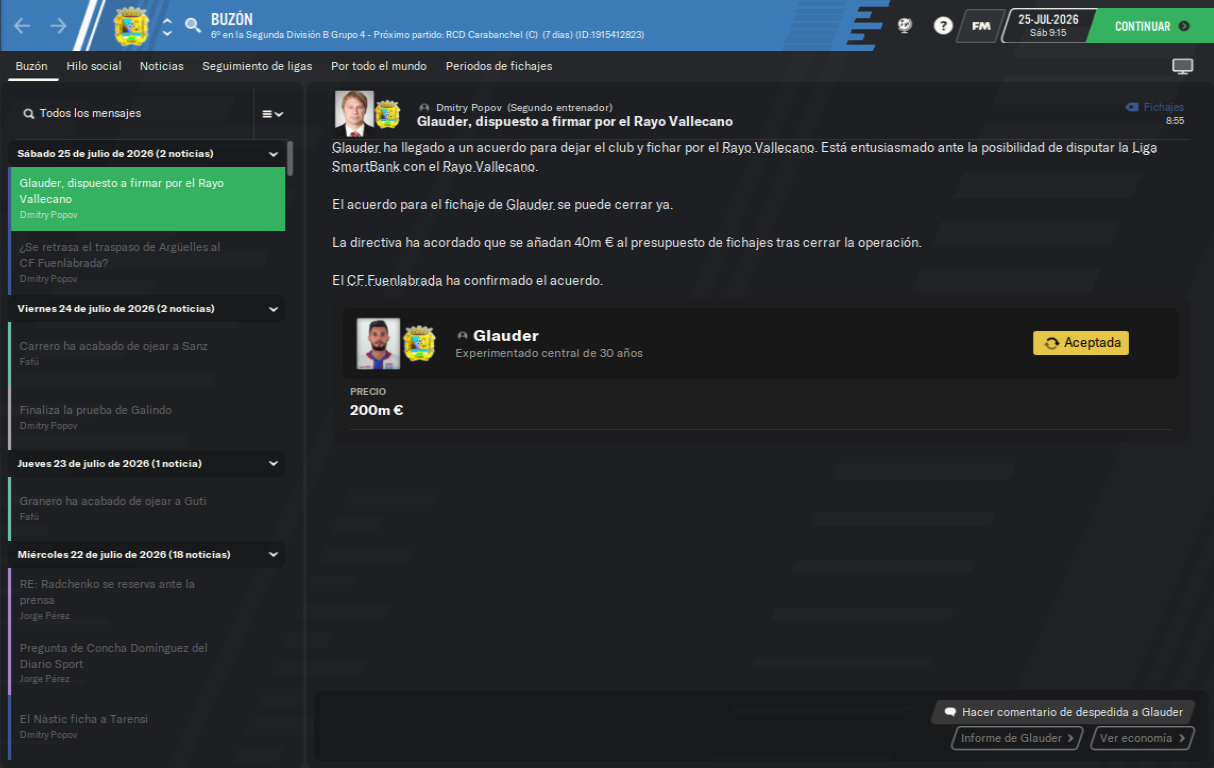 BUZÓN
6º en la Segunda División B Grupo 4 - Próximo partido: RCD Carabanchel (C) (7 días) (ID:1915412823)
?
FM
25-JUL-2026
Sáb 9:15
CONTINUAR
Buzón Hilo social Noticias Seguimiento de ligas Por todo el mundo Periodos de fichajes
Todos los mensajes
Sábado 25 de julio de 2026 (2 noticias)
Glauder, dispuesto a firmar por el Rayo
Vallecano
Dmitry Popov
¿Se retrasa el traspaso de Argüelles al
CF Fuenlabrada?
Dmitry Popov
Viernes 24 de julio de 2026 (2 noticias)
Carrero ha acabado de ojear a Sanz
Fafú
Finaliza la prueba de Galindo
Dmitry Popov
Jueves 23 de julio de 2026 (1 noticia)
Granero ha acabado de ojear a Guti
Fafú
Miércoles 22 de julio de 2026 (18 noticias)
RE: Radchenko se reserva ante la
prensa
Jorge Pérez
Pregunta de Concha Domínguez del
Diario Sport
Jorge Pérez
El Nàstic ficha a Tarensi
Dmitry Popov
Dmitry Popov (Segundo entrenador)
Glauder, dispuesto a firmar por el Rayo Vallecano
Fichajes
8:55
Glauder ha llegado a un acuerdo para dejar el club y fichar por el Rayo Vallecano. Está entusiasmado ante la posibilidad de disputar la Liga
SmartBank con el Rayo Vallecano.
El acuerdo para el fichaje de Glauder se puede cerrar ya.
La directiva ha acordado que se añadan 40m € al presupuesto de fichajes tras cerrar la operación.
El CF Fuenlabrada ha confirmado el acuerdo.
Glauder
Experimentado central de 30 años
Aceptada
PRECIO
200m €
Hacer comentario de despedida a Glauder
Informe de Glauder
Ver economía